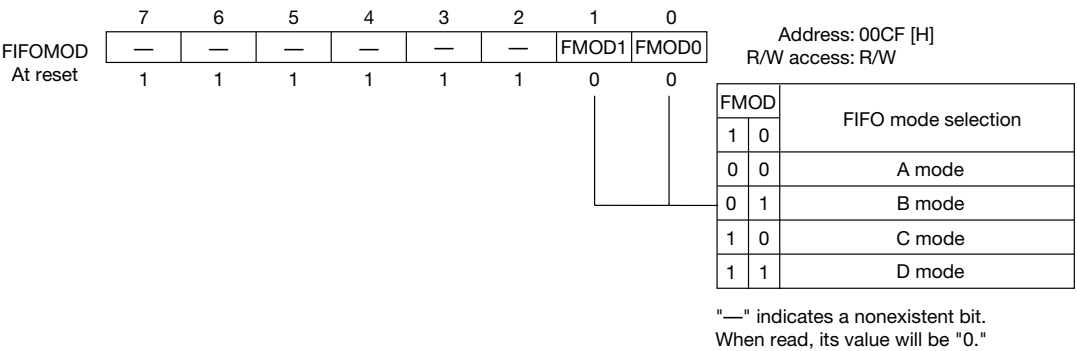 7 6 5 4 3 2 1 0
FIFOMOD — — — — — — FMOD1 FMOD0
At reset 1 1 1 1 1 1 0 0
Address: 00CF [H]
R/W access: R/W
FMOD FIFO mode selection
1 0
0 0 A mode
0 1 B mode
1 0 C mode
1 1 D mode
"—" indicates a nonexistent bit.
When read, its value will be "0."